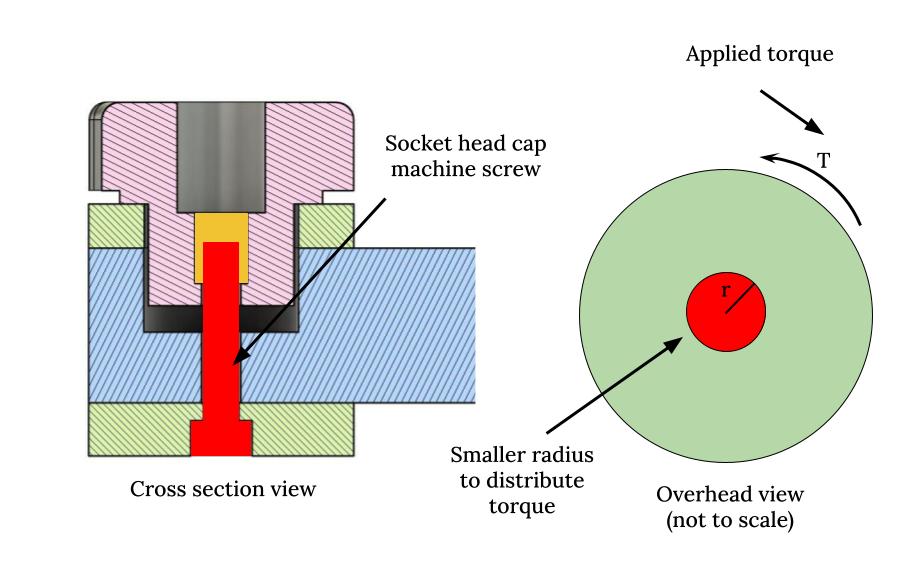 Applied torque
T
Socket head cap
machine screw
r
Smaller radius
to distribute
torque
Cross section view
Overhead view
(not to scale)